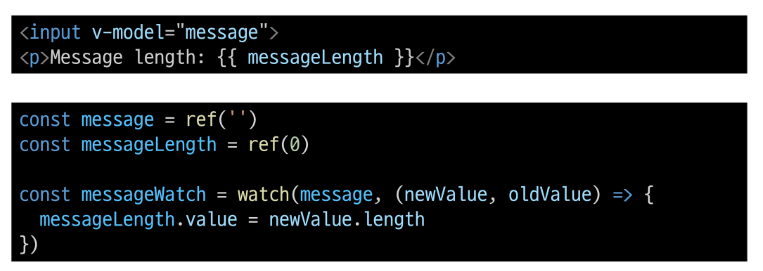 <input v-model="message">
<p>Message length: {{ messageLength }}</p>
const message = ref('')
const messageLength = ref(0)
const messageWatch = watch(message, (newValue, oldValue) => {
  messageLength.value = newValue.length
})